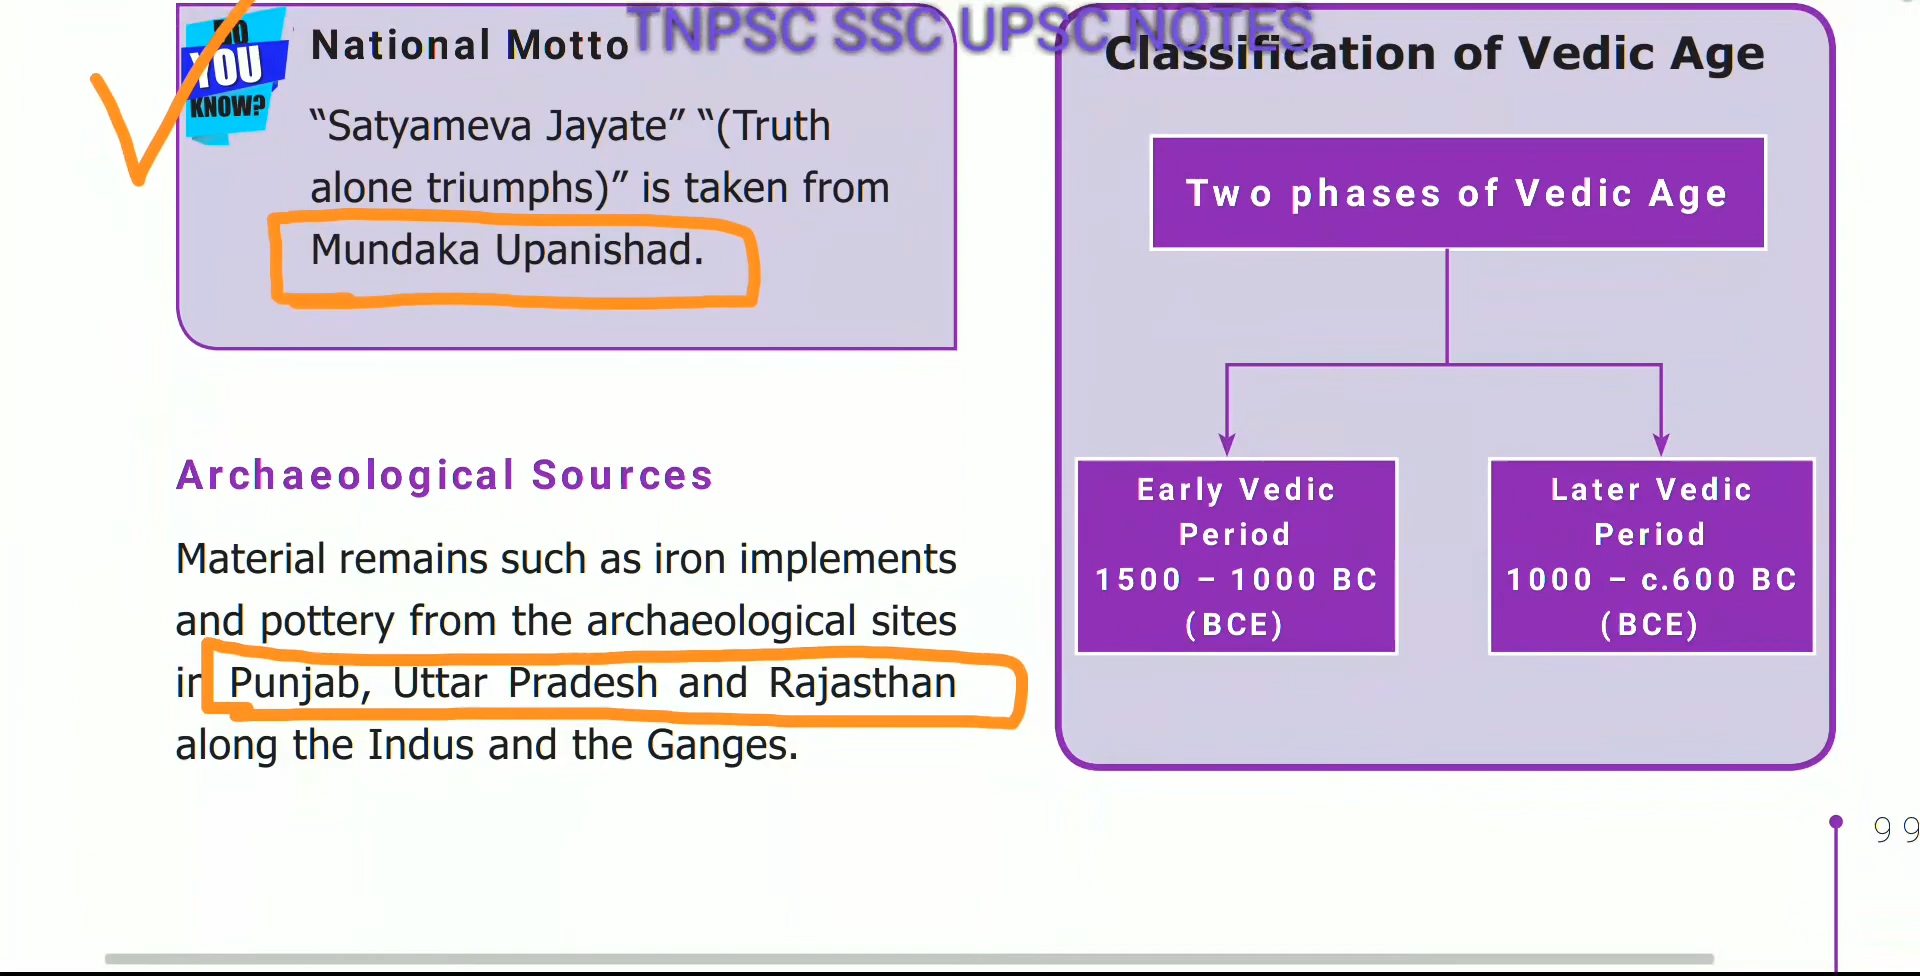 TNPSC SSC UPSC NOTES
DO
YOU
KNOW?
National Motto
“Satyameva Jayate” “(Truth
alone triumphs)” is taken from
Mundaka Upanishad.
Archaeological Sources
Material remains such as iron implements
and pottery from the archaeological sites
in Punjab, Uttar Pradesh and Rajasthan
along the Indus and the Ganges.
Classification of Vedic Age
Two phases of Vedic Age
Early Vedic
Period
1500 – 1000 BC
(BCE)
Later Vedic
Period
1000 – c.600 BC
(BCE)
99